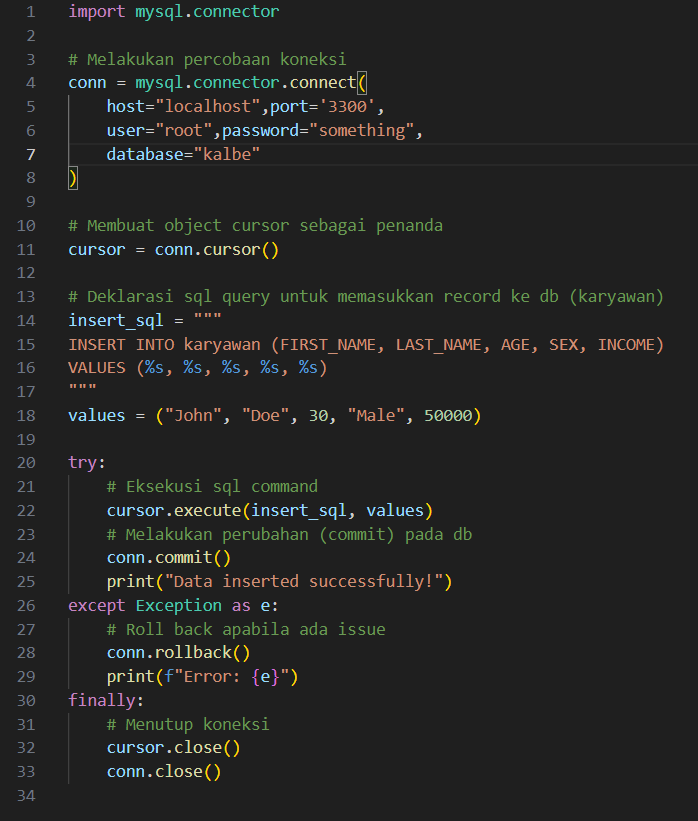 1 import mysql.connector
2
3 # Melakukan percobaan koneksi
4 conn = mysql.connector.connect(
5     host="localhost",port='3300',
6     user="root",password="something",
7     database="kalbe"
8 )
9
10 # Membuat object cursor sebagai penanda
11 cursor = conn.cursor()
12
13 # Deklarasi sql query untuk memasukkan record ke db (karyawan)
14 insert_sql = """
15 INSERT INTO karyawan (FIRST_NAME, LAST_NAME, AGE, SEX, INCOME)
16 VALUES (%s, %s, %s, %s, %s)
17 """
18 values = ("John", "Doe", 30, "Male", 50000)
19
20 try:
21     # Eksekusi sql command
22     cursor.execute(insert_sql, values)
23     # Melakukan perubahan (commit) pada db
24     conn.commit()
25     print("Data inserted successfully!")
26 except Exception as e:
27     # Roll back apabila ada issue
28     conn.rollback()
29     print(f"Error: {e}")
30 finally:
31     # Menutup koneksi
32     cursor.close()
33     conn.close()
34